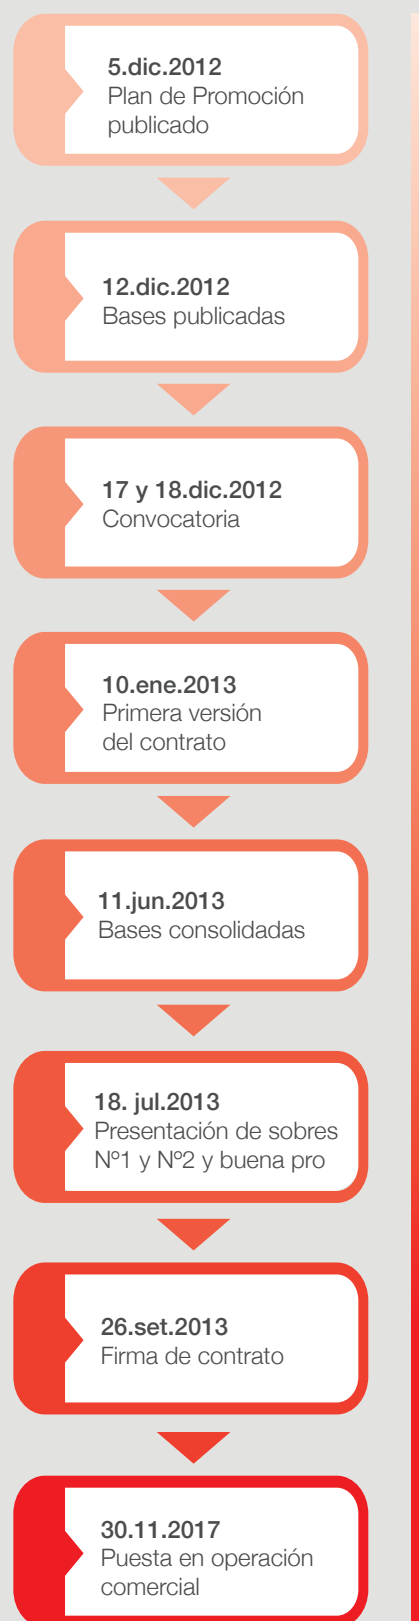 5.dic.2012
Plan de Promoción
publicado
12.dic.2012
Bases publicadas
17 y 18.dic.2012
Convocatoria
10.ene.2013
Primera versión
del contrato
11.jun.2013
Bases consolidadas
18. jul.2013
Presentación de sobres
Nº1 y Nº2 y buena pro
26.set.2013
Firma de contrato
30.11.2017
Puesta en operación
comercial